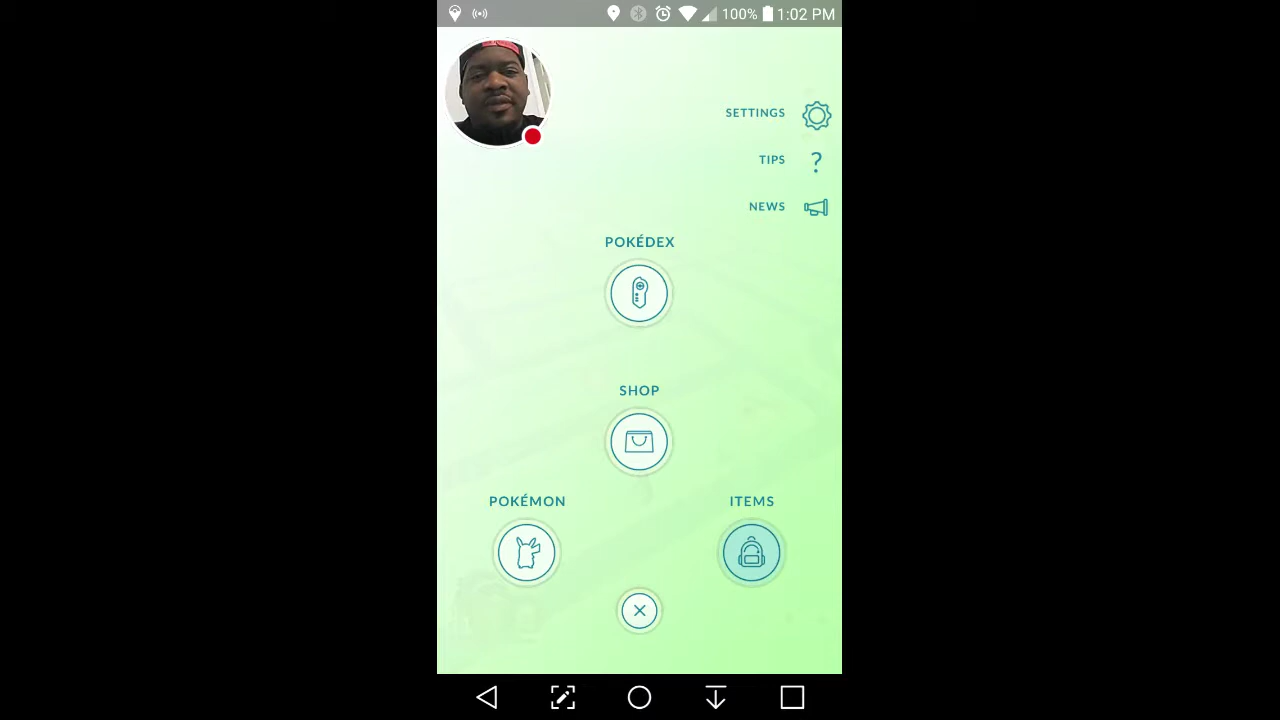 100% 1:02 PM
SETTINGS
TIPS ?
NEWS
POKÉDEX
SHOP
POKÉMON ITEMS